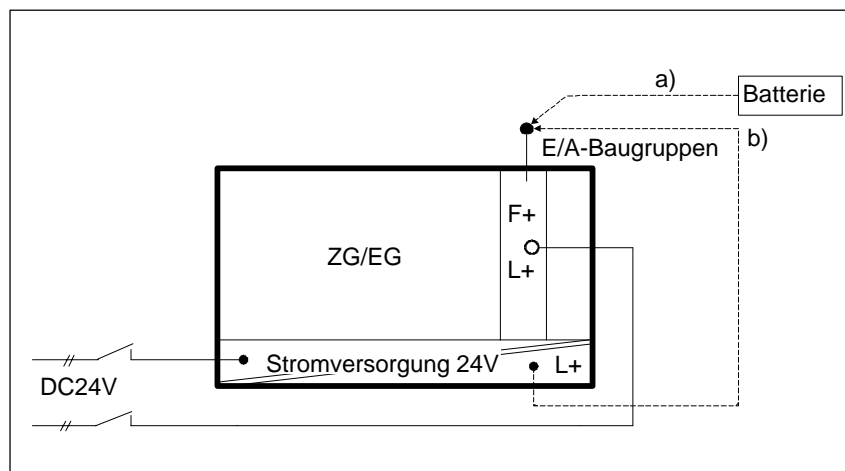 a)
Batterie
b)
E/A-Baugruppen
F+
ZG/EG
L+
Stromversorgung 24V
L+
DC24V